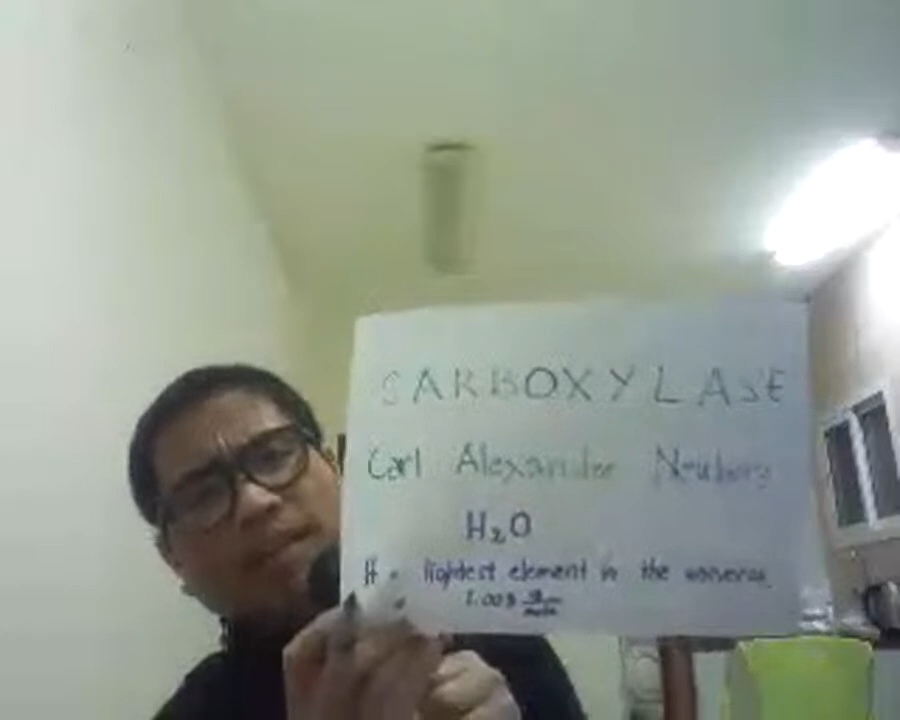 CARBOXYLASE
Carl Alexander Neuberg
H₂O
H = lightest element in the universe
1.008